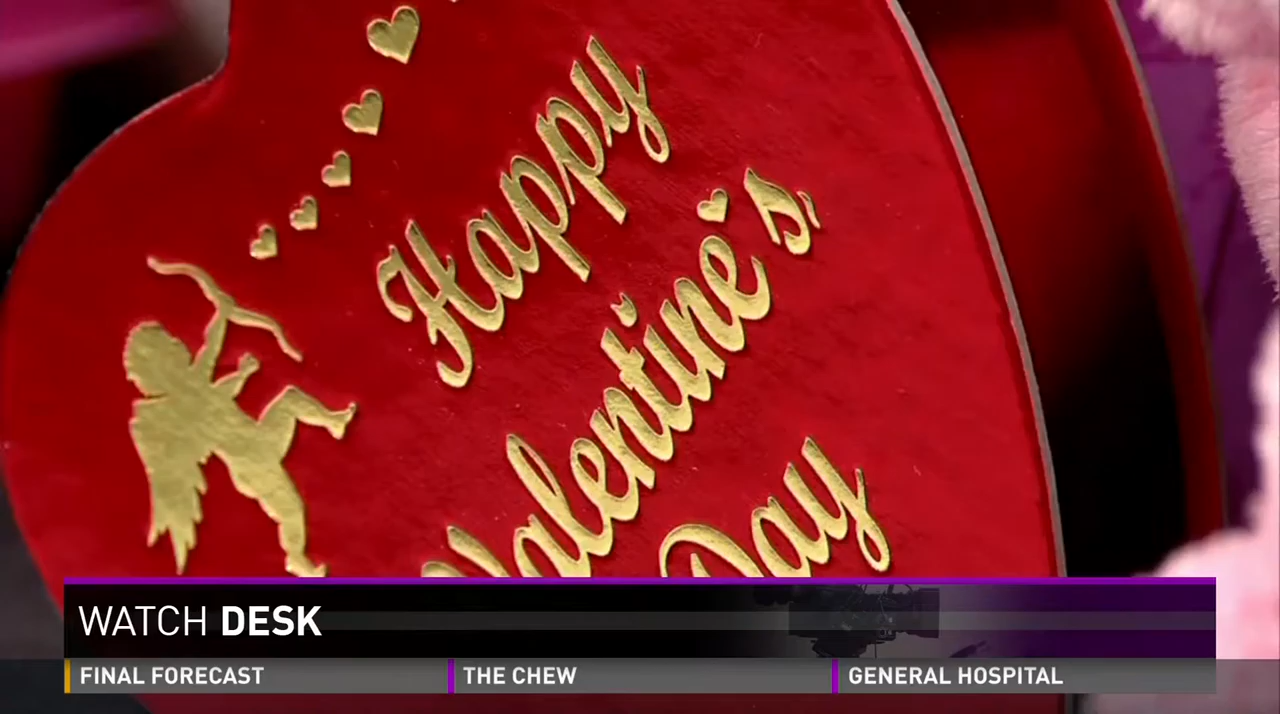 Happy
Valentine's
Day
WATCH DESK
FINAL FORECAST
THE CHEW
GENERAL HOSPITAL